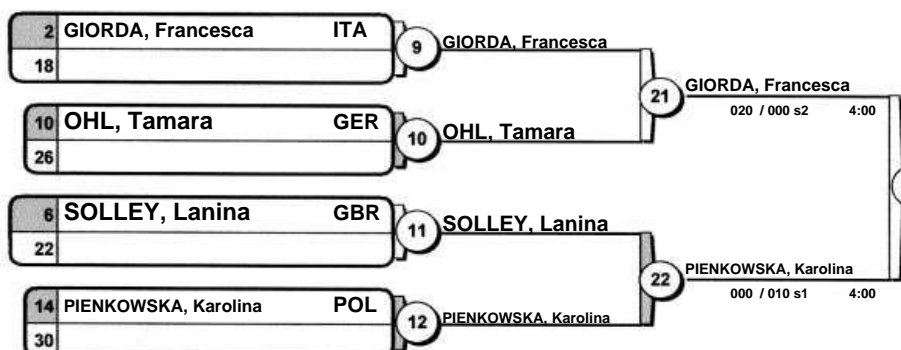 2 GIORDA, Francesca ITA
18
9 GIORDA, Francesca
21 GIORDA, Francesca
020 / 000 s2 4:00
10 OHL, Tamara GER
26
10 OHL, Tamara
6 SOLLEY, Lanina GBR
22
11 SOLLEY, Lanina
22 PIENKOWSKA, Karolina
000 / 010 s1 4:00
14 PIENKOWSKA, Karolina POL
30
12 PIENKOWSKA, Karolina